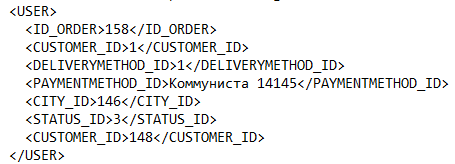 <USER>
<ID_ORDER>158</ID_ORDER>
<CUSTOMER_ID>1</CUSTOMER_ID>
<DELIVERYMETHOD_ID>1</DELIVERYMETHOD_ID>
<PAYMENTMETHOD_ID>Коммуниста 14145</PAYMENTMETHOD_ID>
<CITY_ID>146</CITY_ID>
<STATUS_ID>3</STATUS_ID>
<CUSTOMER_ID>148</CUSTOMER_ID>
</USER>